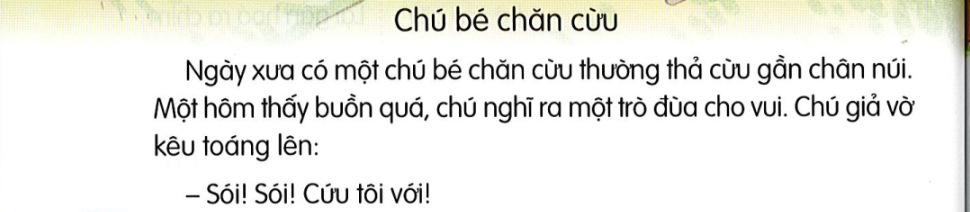 Chú bé chăn cừu
Ngày xưa có một chú bé chăn cừu thường thả cừu gần chân núi.
Một hôm thấy buồn quá, chú nghĩ ra một trò đùa cho vui. Chú giả vờ
kêu toáng lên:
– Sói! Sói! Cứu tôi với!